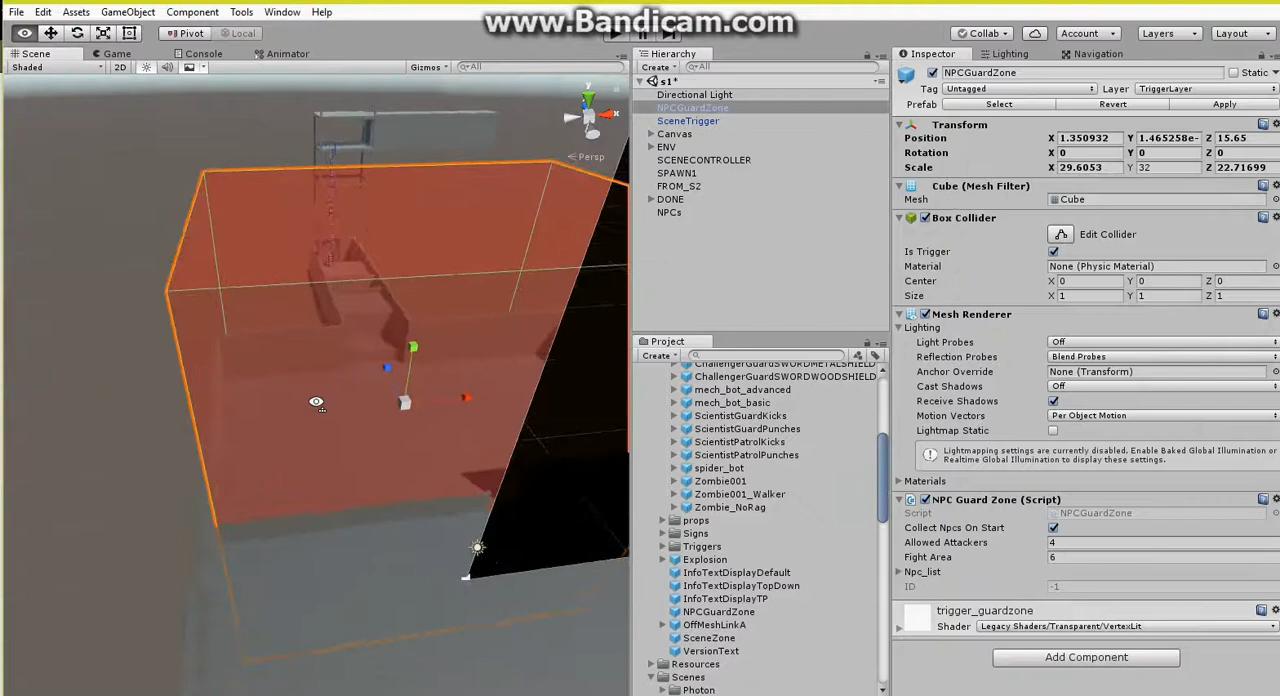 www.Bandicam.com
File Edit Assets GameObject Component Tools Window Help
Pivot Local Collab Account Layers Layout
Scene Game Console Animator
Shaded 2D Gizmos All
y
x
Persp
Hierarchy
Create All
s1*
Directional Light
NPCGuardZone
SceneTrigger
Canvas
ENV
SCENECONTROLLER
SPAWN1
FROM_S2
DONE
NPCs
Project
Create
ChallengerGuardSWORDMETALSHIELD
ChallengerGuardSWORDWOODSHIELD
mech_bot_advanced
mech_bot_basic
ScientistGuardKicks
ScientistGuardPunches
ScientistPatrolKicks
ScientistPatrolPunches
spider_bot
Zombie001
Zombie001_Walker
Zombie_NoRag
props
Signs
Triggers
Explosion
InfoTextDisplayDefault
InfoTextDisplayTopDown
InfoTextDisplayTP
NPCGuardZone
OffMeshLinkA
SceneZone
VersionText
Resources
Scenes
Photon
Inspector Lighting Navigation
NPCGuardZone Static
Tag Untagged Layer TriggerLayer
Prefab Select Revert Apply
Transform
Position X 1.350932 Y 1.465258e- Z 15.65
Rotation X 0 Y 0 Z 0
Scale X 29.6053 Y 32 Z 22.71699
Cube (Mesh Filter)
Mesh Cube
Box Collider
Edit Collider
Is Trigger
Material None (Physic Material)
Center X 0 Y 0 Z 0
Size X 1 Y 1 Z 1
Mesh Renderer
Lighting
Light Probes Off
Reflection Probes Blend Probes
Anchor Override None (Transform)
Cast Shadows Off
Receive Shadows
Motion Vectors Per Object Motion
Lightmap Static
Lightmapping settings are currently disabled. Enable Baked Global Illumination or
Realtime Global Illumination to display these settings.
Materials
NPC Guard Zone (Script)
Script NPCGuardZone
Collect Npcs On Start
Allowed Attackers 4
Fight Area 6
Npc_list
ID -1
trigger_guardzone
Shader Legacy Shaders/Transparent/VertexLit
Add Component